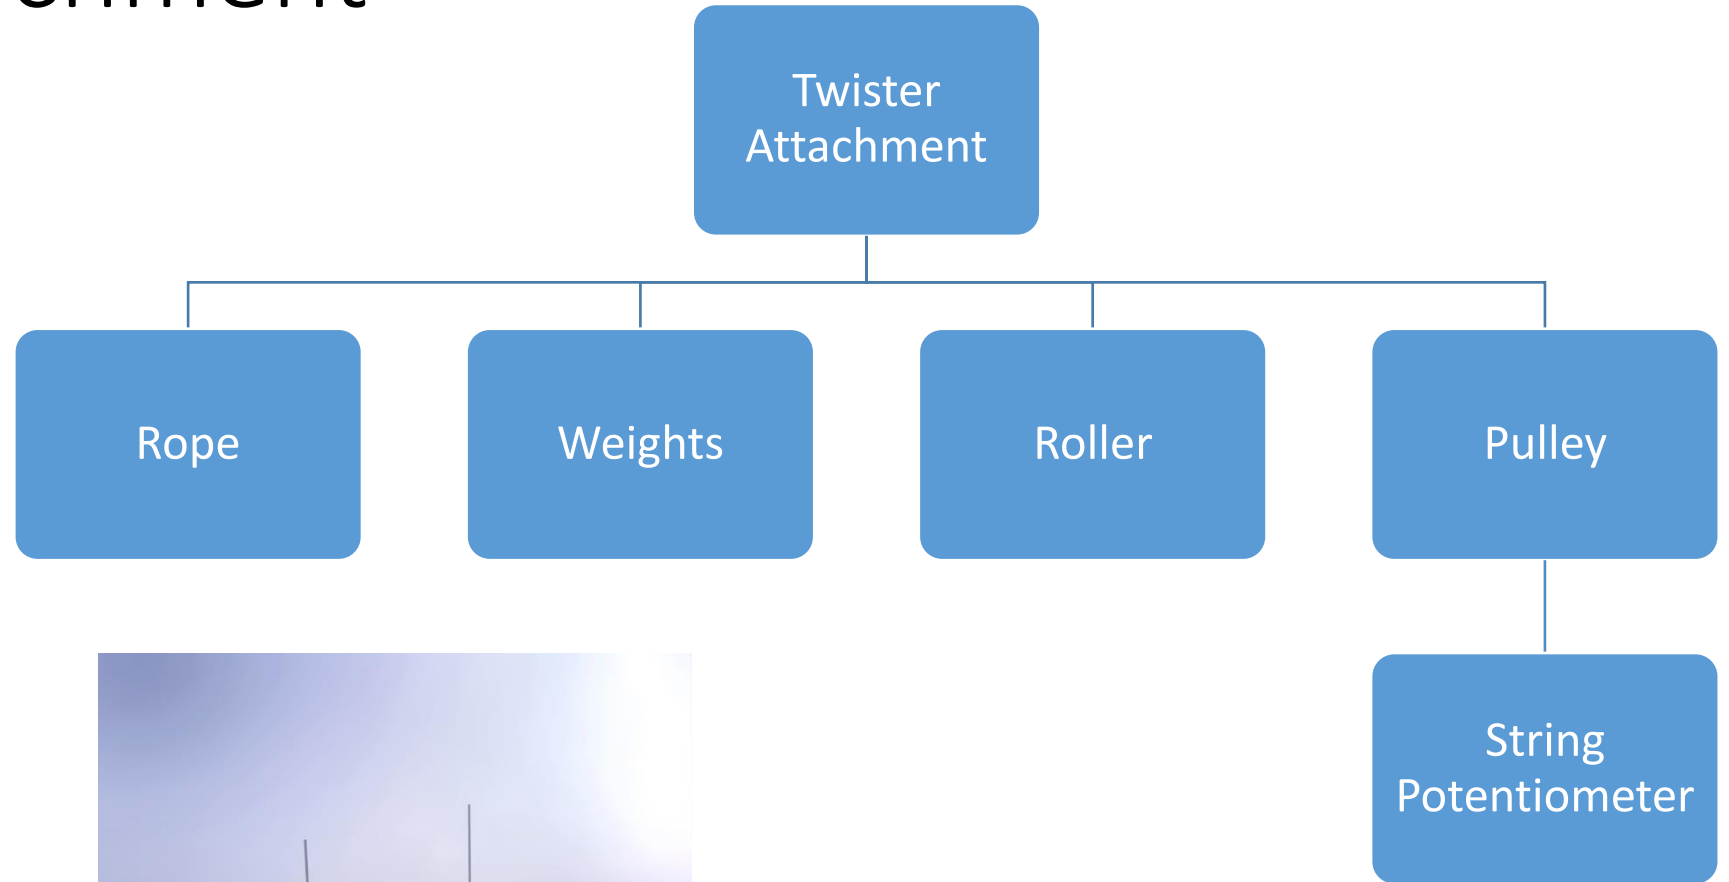 Twister
Attachment
Rope
Weights
Roller
Pulley
String
Potentiometer